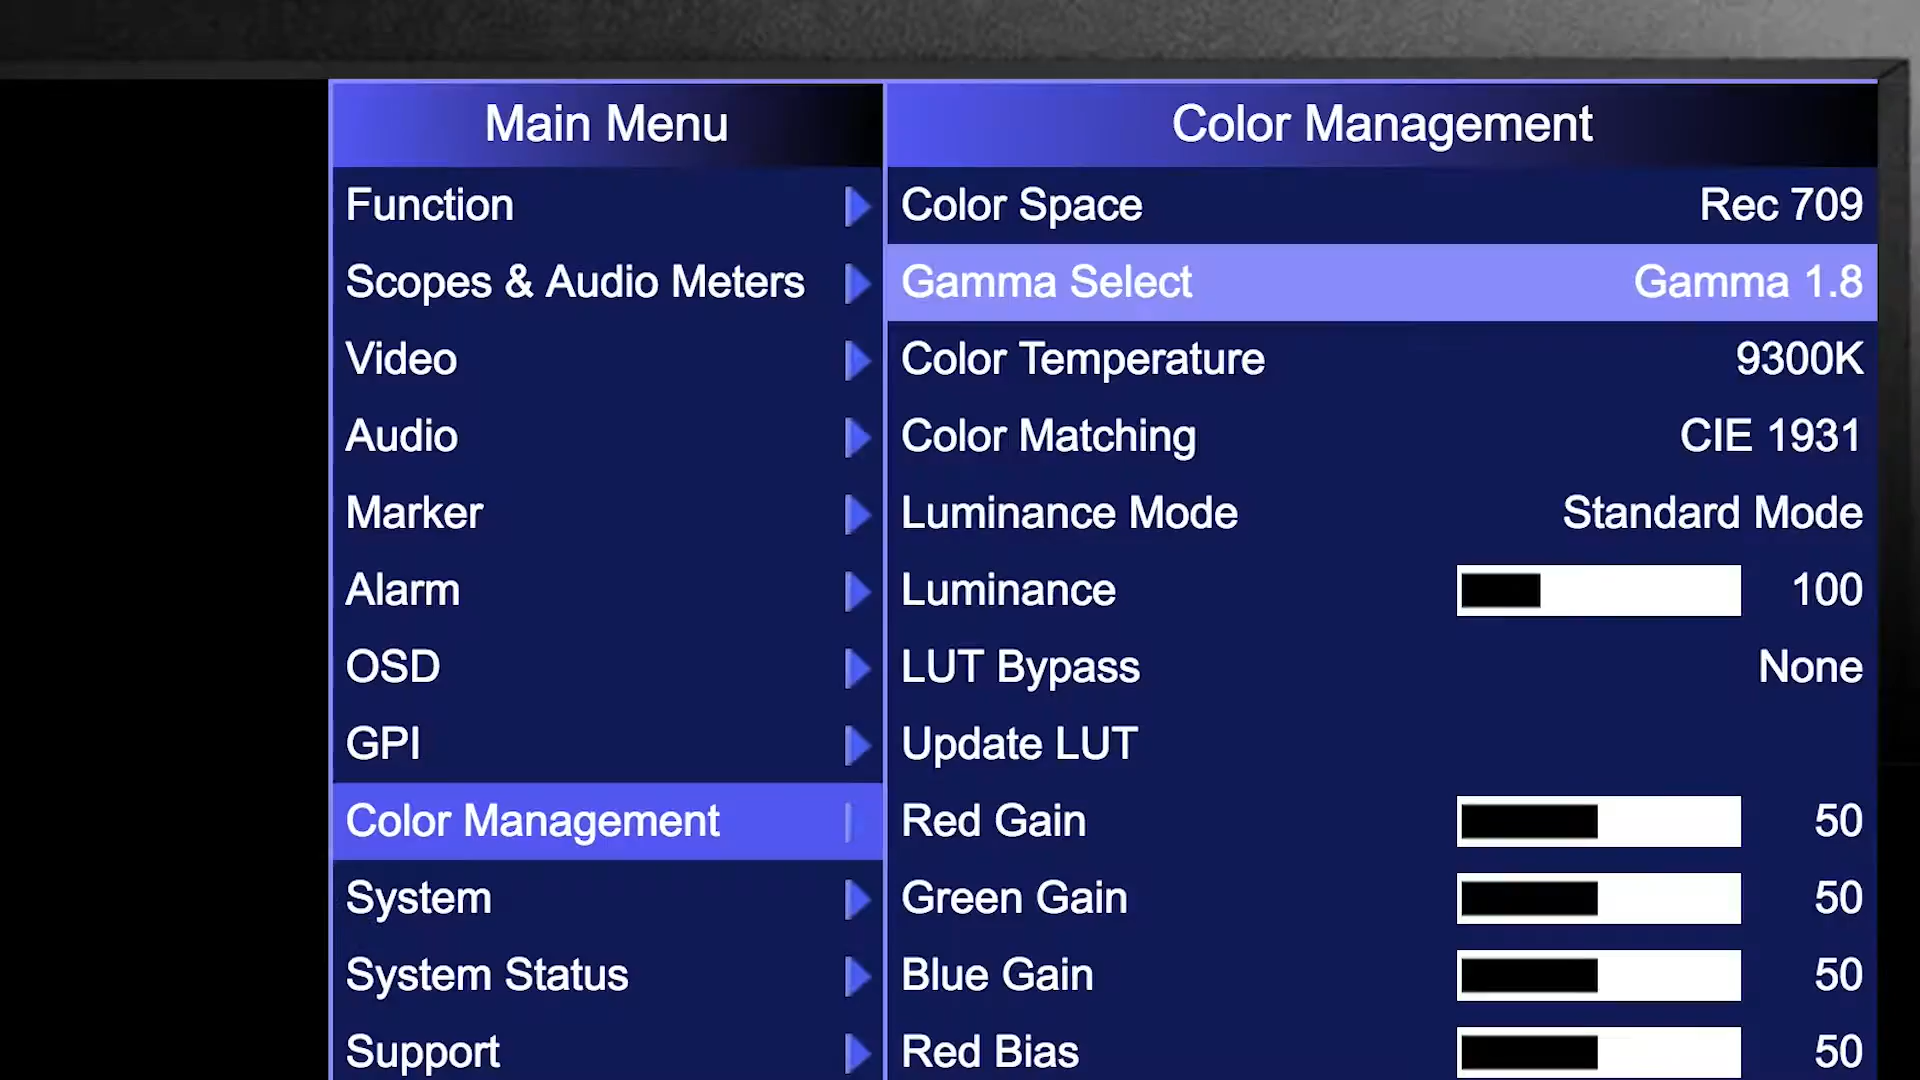 Main Menu
Function
Scopes & Audio Meters
Video
Audio
Marker
Alarm
OSD
GPI
Color Management
System
System Status
Support
Color Management
Color Space Rec 709
Gamma Select Gamma 1.8
Color Temperature 9300K
Color Matching CIE 1931
Luminance Mode Standard Mode
Luminance 100
LUT Bypass None
Update LUT
Red Gain 50
Green Gain 50
Blue Gain 50
Red Bias 50